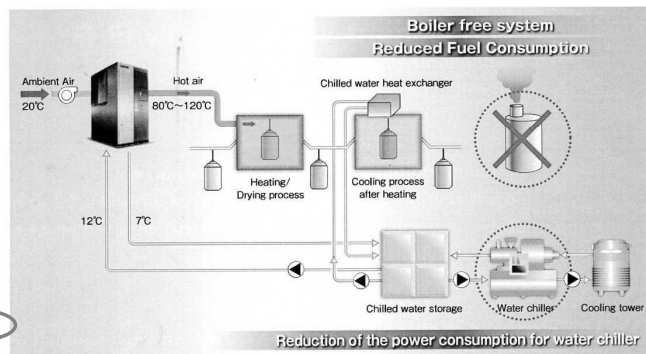 Boiler free system
Reduced Fuel Consumption
Ambient Air
20℃
Hot air
80℃～120℃
Chilled water heat exchanger
Heating/
Drying process
Cooling process
after heating
12℃
7℃
Chilled water storage
Water chiller
Cooling tower
Reduction of the power consumption for water chiller